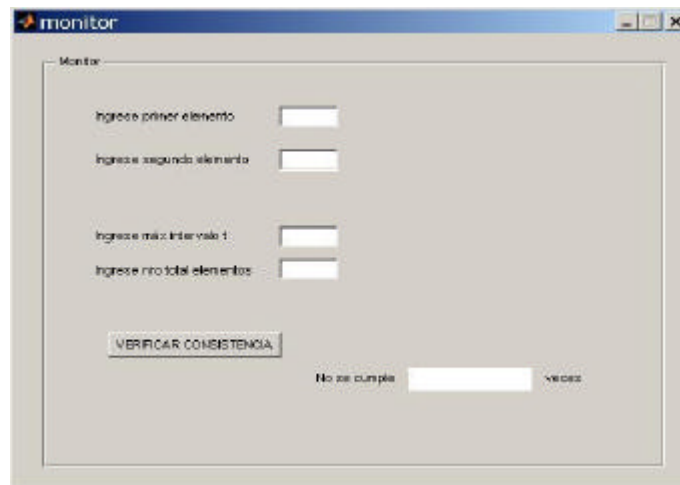 monitor
Monitor
Ingrese primer elemento
Ingrese segundo elemento
Ingrese máx intervalo t
Ingrese nro total elementos
VERIFICAR CONSISTENCIA
No se cumple veces